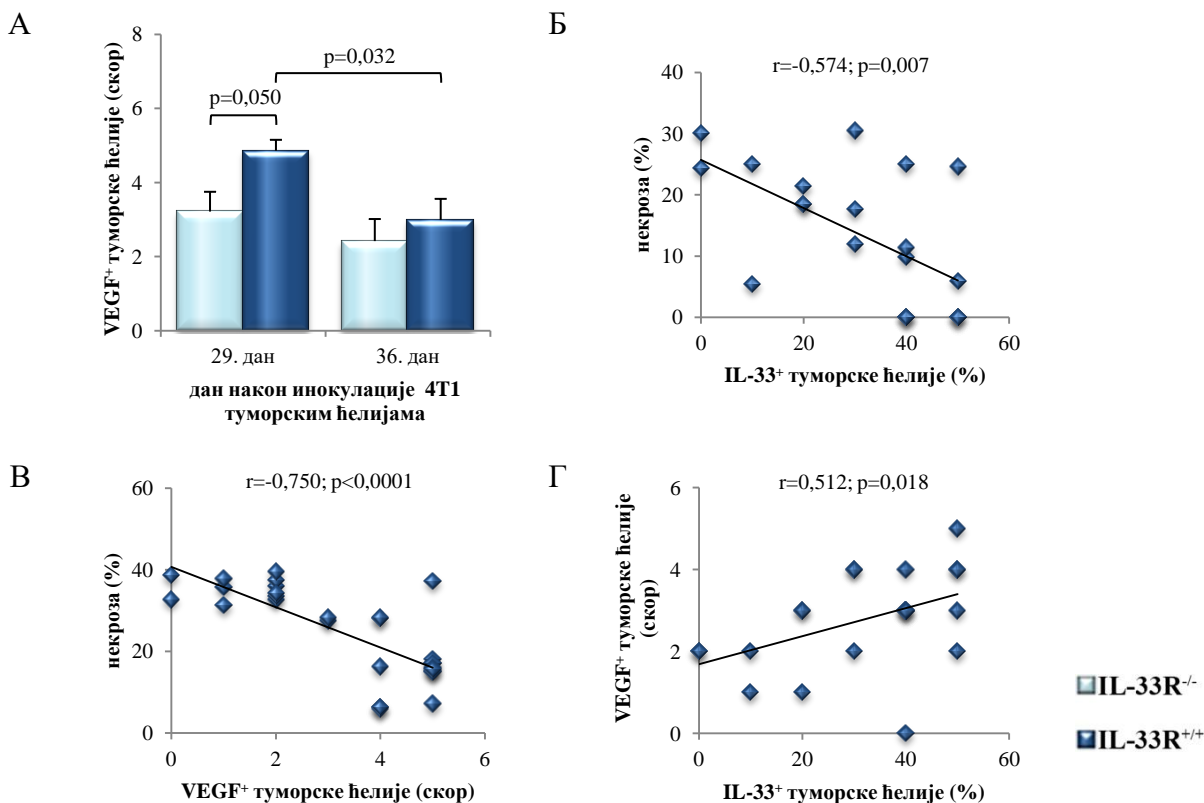 А
VEGF⁺ туморске ћелије (скор)
8
6
4
2
0
p=0,050
p=0,032
29. дан
36. дан
дан након инокулације 4Т1
туморским ћелијама
Б
r=-0,574; p=0,007
некроза (%)
40
30
20
10
0
0
20
40
60
IL-33⁺ туморске ћелије (%)
В
r=-0,750; p<0,0001
некроза (%)
60
40
20
0
0
2
4
6
VEGF⁺ туморске ћелије (скор)
Г
r=0,512; p=0,018
VEGF⁺ туморске ћелије
(скор)
6
4
2
0
0
20
40
60
IL-33⁺ туморске ћелије (%)
IL-33R⁻/⁻
IL-33R⁺/⁺